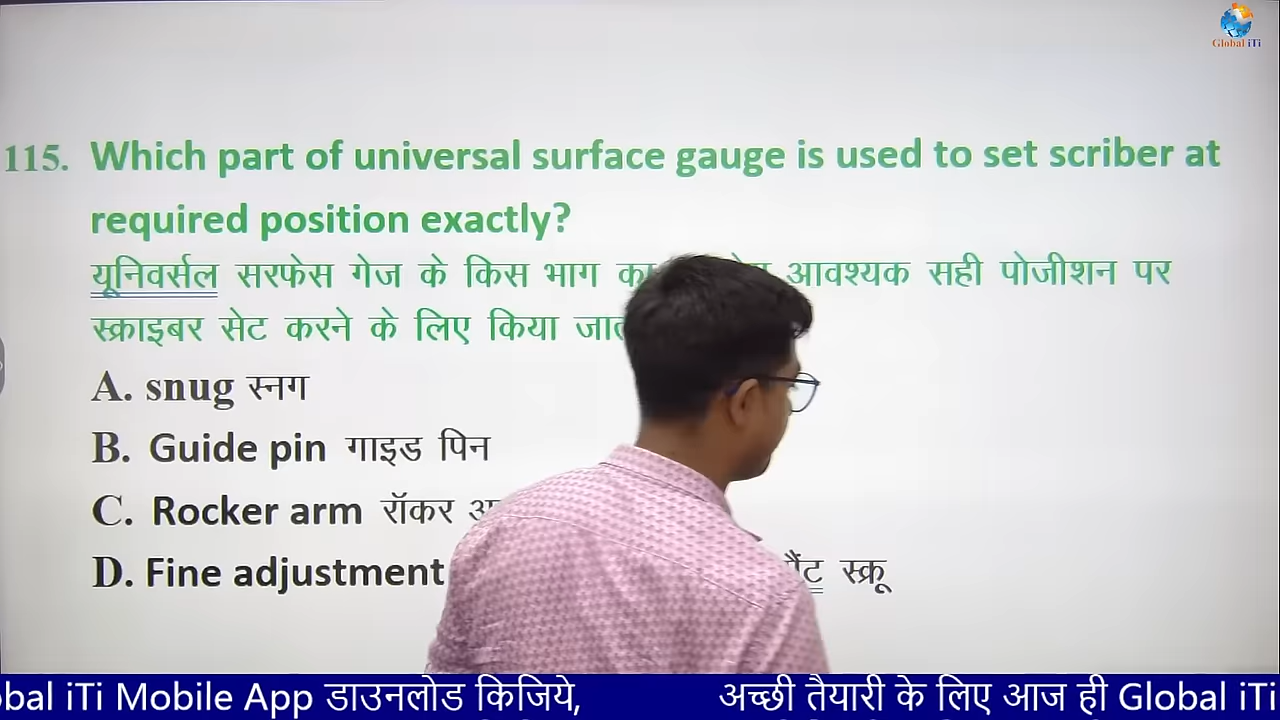 Global iTi
115. Which part of universal surface gauge is used to set scriber at
required position exactly?
यूनिवर्सल सरफेस गेज के किस भाग का आवश्यक सही पोजीशन पर
स्क्राइबर सेट करने के लिए किया
A. snug स्नग
B. Guide pin गाइड पिन
C. Rocker arm रॉकर
D. Fine adjustment स्क्रू
iTi Mobile App डाउनलोड किजिये, अच्छी तैयारी के लिए आज ही Global iTi